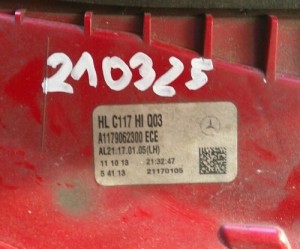 210325
HL C117 HI Q03
A1179062300 ECE
AL21.17.01.05(LH)
11 10 13 21:32:47
S 41 13 21170105